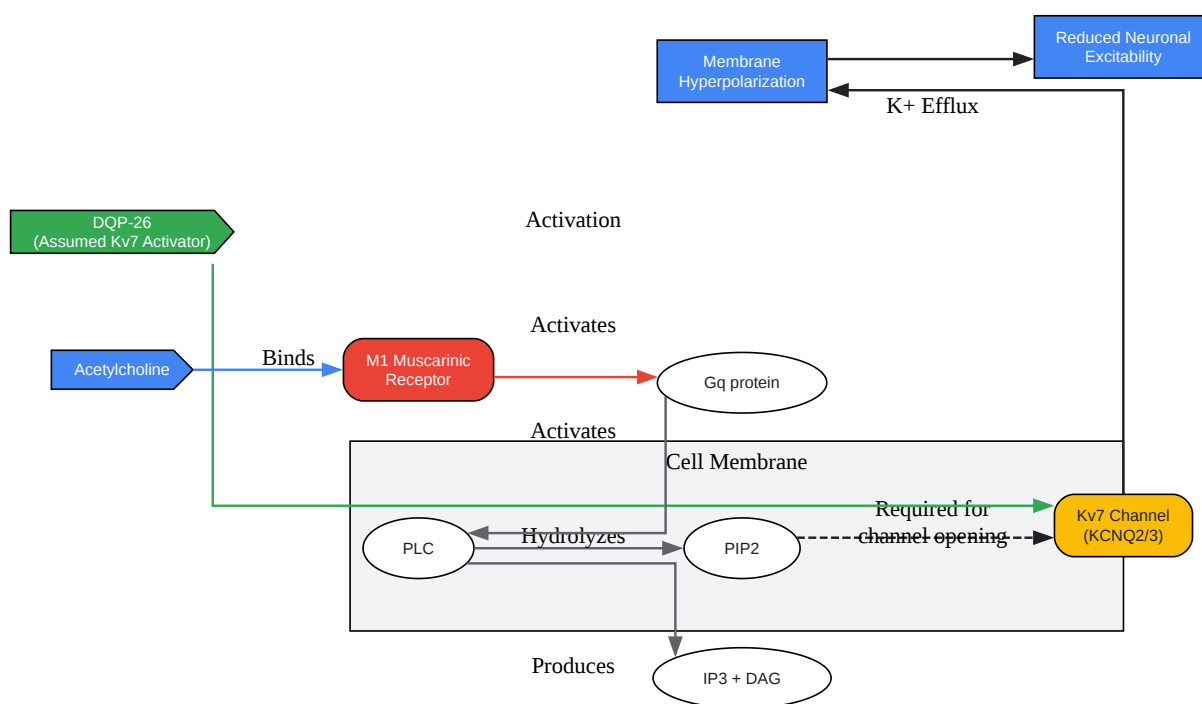 Reduced Neuronal
Excitability
Membrane
Hyperpolarization
K+ Efflux
DQP-26
(Assumed Kv7 Activator)
Activation
Activates
Acetylcholine
Binds
M1 Muscarinic
Receptor
Gq protein
Activates
Cell Membrane
Required for
channel opening
Kv7 Channel
(KCNQ2/3)
PLC
Hydrolyzes
PIP2
Produces
IP3 + DAG